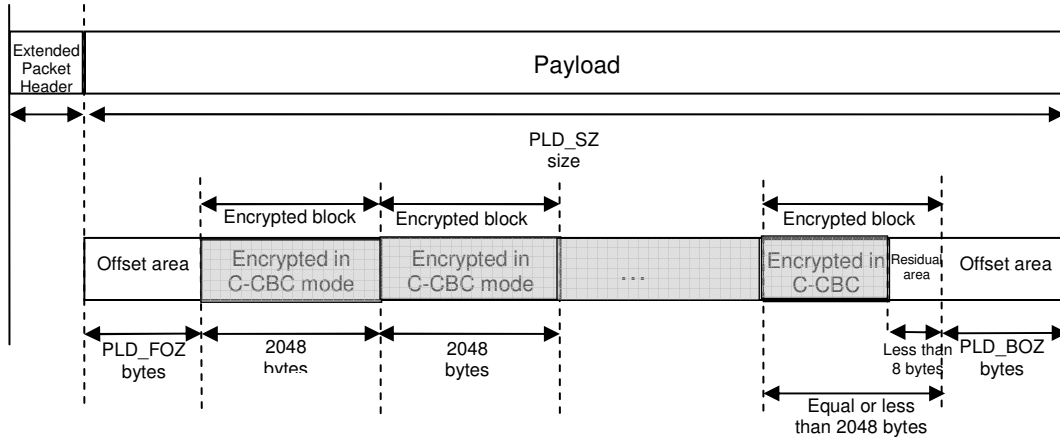 Extended
Packet
Header
Payload
PLD_SZ
size
Encrypted block
Encrypted block
Encrypted block
Offset area
Encrypted in
C-CBC mode
Encrypted in
C-CBC mode
...
Encrypted in
C-CBC
Residual
area
Offset area
PLD_FOZ
bytes
2048
bytes
2048
bytes
Less than
8 bytes
PLD_BOZ
bytes
Equal or less
than 2048 bytes